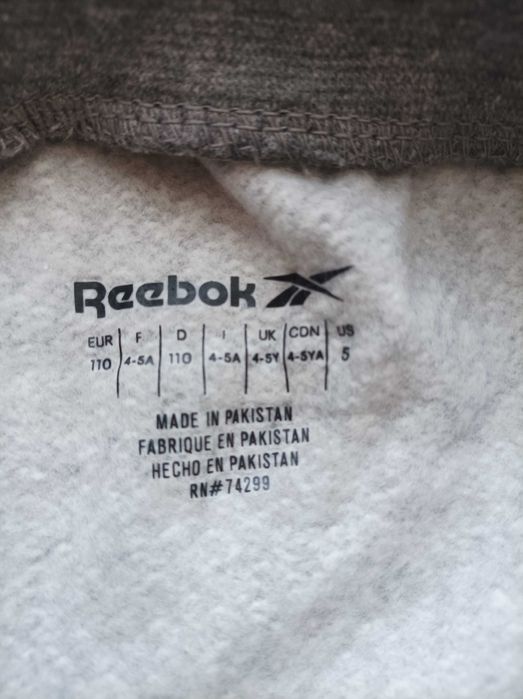 Reebok
EUR F D I UK CDN US
110 4-5A 110 4-5A 4-5Y 4-5YA 5
MADE IN PAKISTAN
FABRIQUE EN PAKISTAN
HECHO EN PAKISTAN
RN#74299